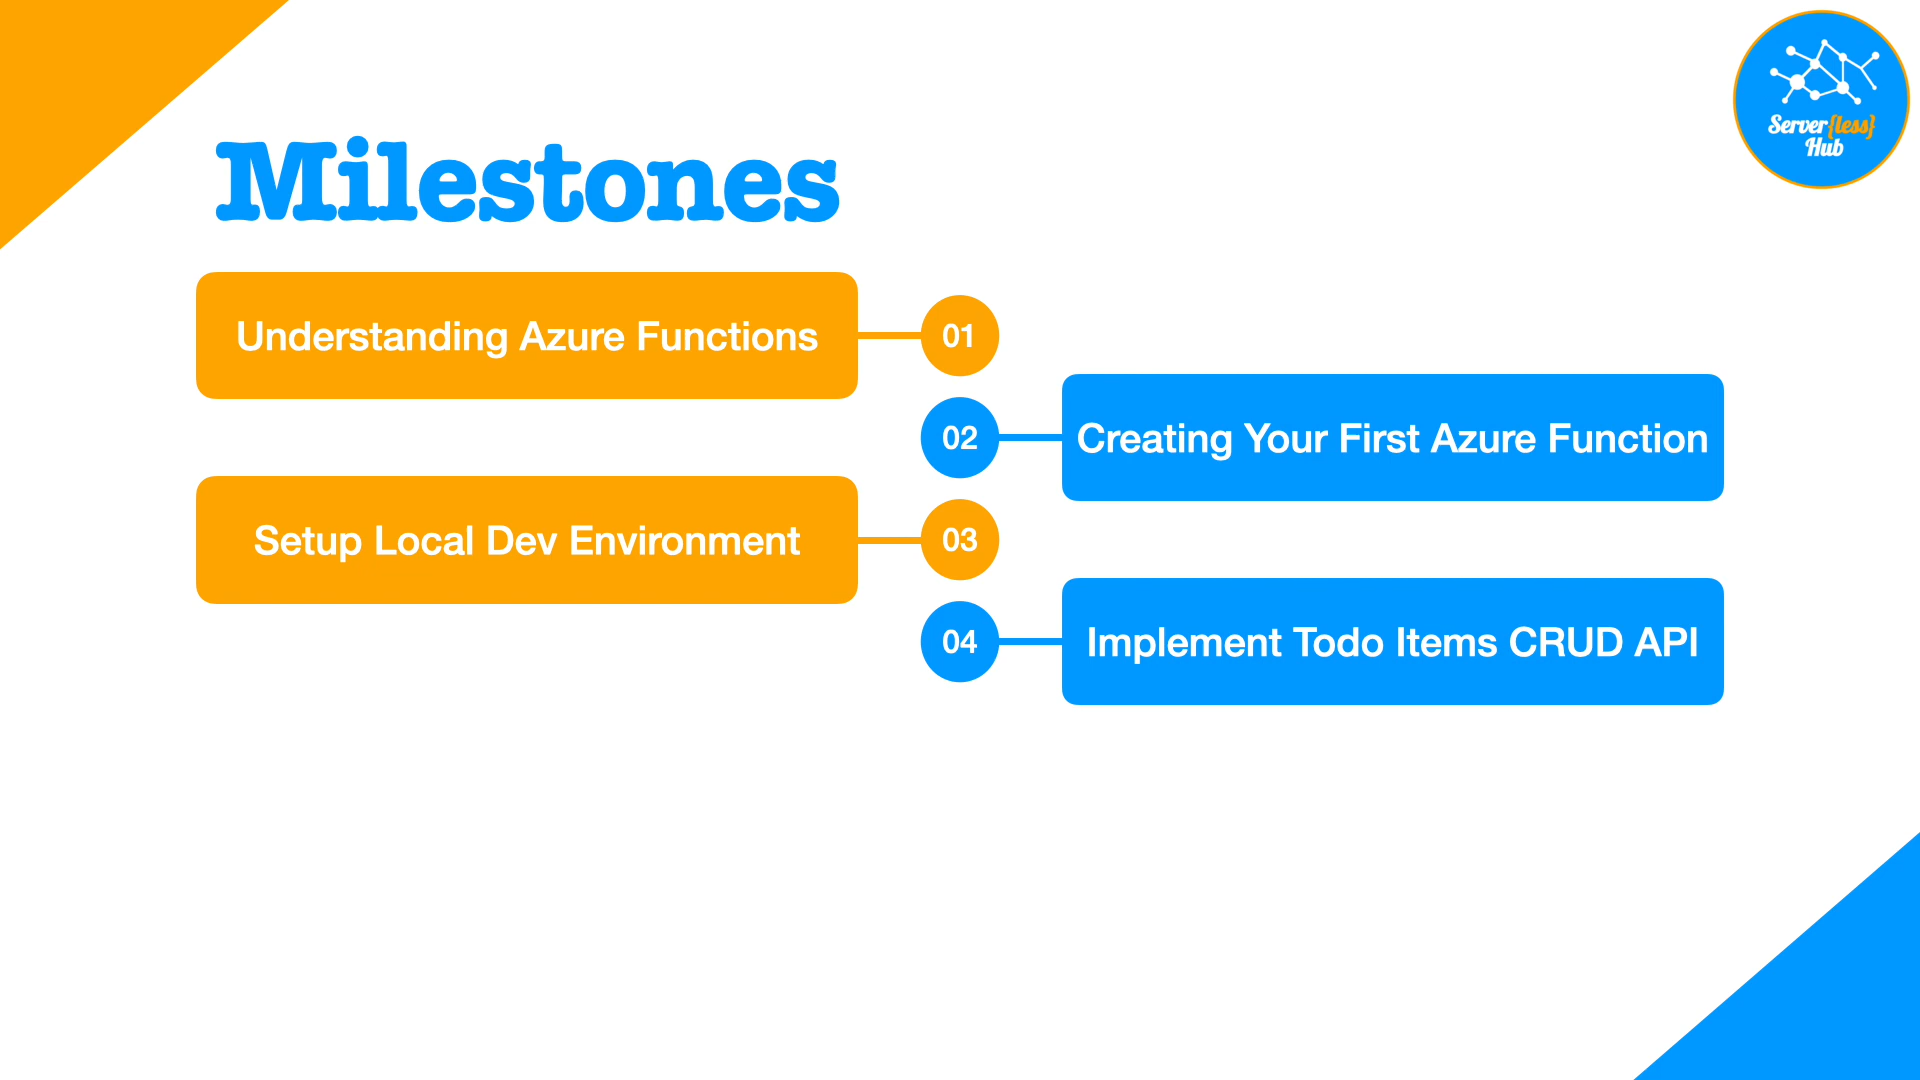 Server{less}
Hub
Milestones
Understanding Azure Functions
01
02
Creating Your First Azure Function
Setup Local Dev Environment
03
04
Implement Todo Items CRUD API